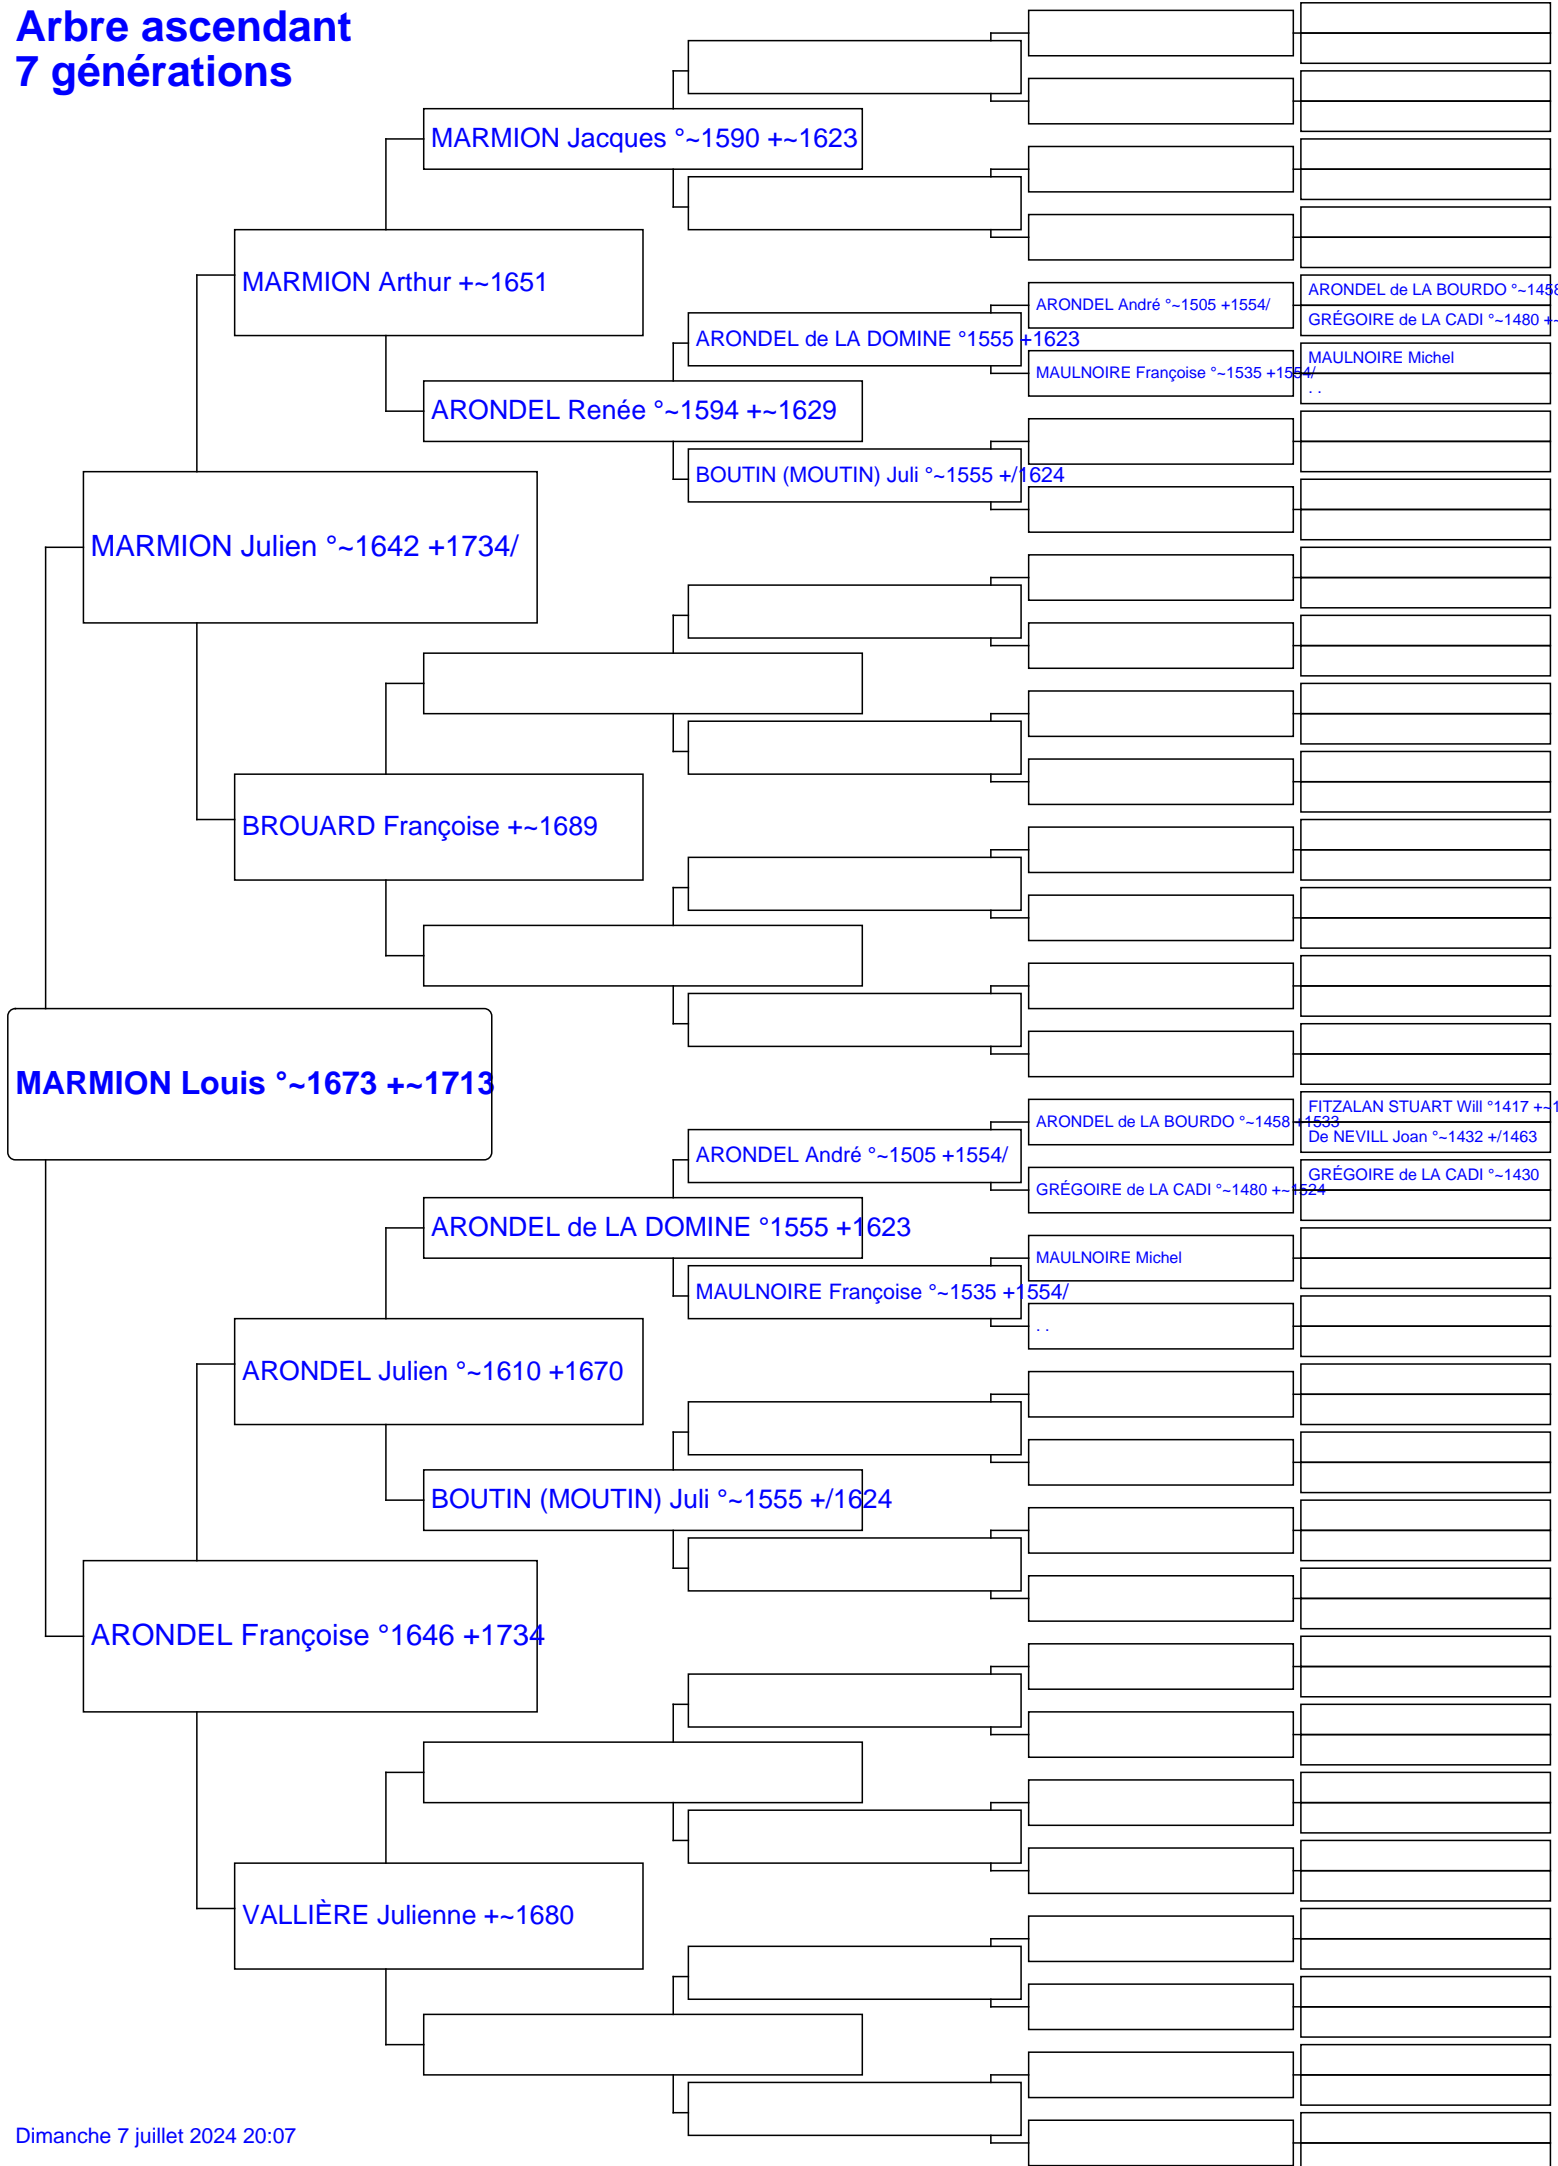 Arbre ascendant
7 générations
MARMION Jacques °~1590 +~1623
MARMION Arthur +~1651
ARONDEL André °~1505 +1554/
ARONDEL de LA BOURDO °~1458
GRÉGOIRE de LA CADI °~1480 +~
ARONDEL de LA DOMINE °1555 +1623
MAULNOIRE Françoise °~1535 +1554/
MAULNOIRE Michel
. .
ARONDEL Renée °~1594 +~1629
BOUTIN (MOUTIN) Juli °~1555 +/1624
MARMION Julien °~1642 +1734/
BROUARD Françoise +~1689
MARMION Louis °~1673 +~1713
ARONDEL de LA BOURDO °~1458 +1533
FITZALAN STUART Will °1417 +~1
De NEVILL Joan °~1432 +/1463
ARONDEL André °~1505 +1554/
GRÉGOIRE de LA CADI °~1480 +~1524
GRÉGOIRE de LA CADI °~1430
ARONDEL de LA DOMINE °1555 +1623
MAULNOIRE Michel
MAULNOIRE Françoise °~1535 +1554/
. .
ARONDEL Julien °~1610 +1670
BOUTIN (MOUTIN) Juli °~1555 +/1624
ARONDEL Françoise °1646 +1734
VALLIÈRE Julienne +~1680
Dimanche 7 juillet 2024 20:07